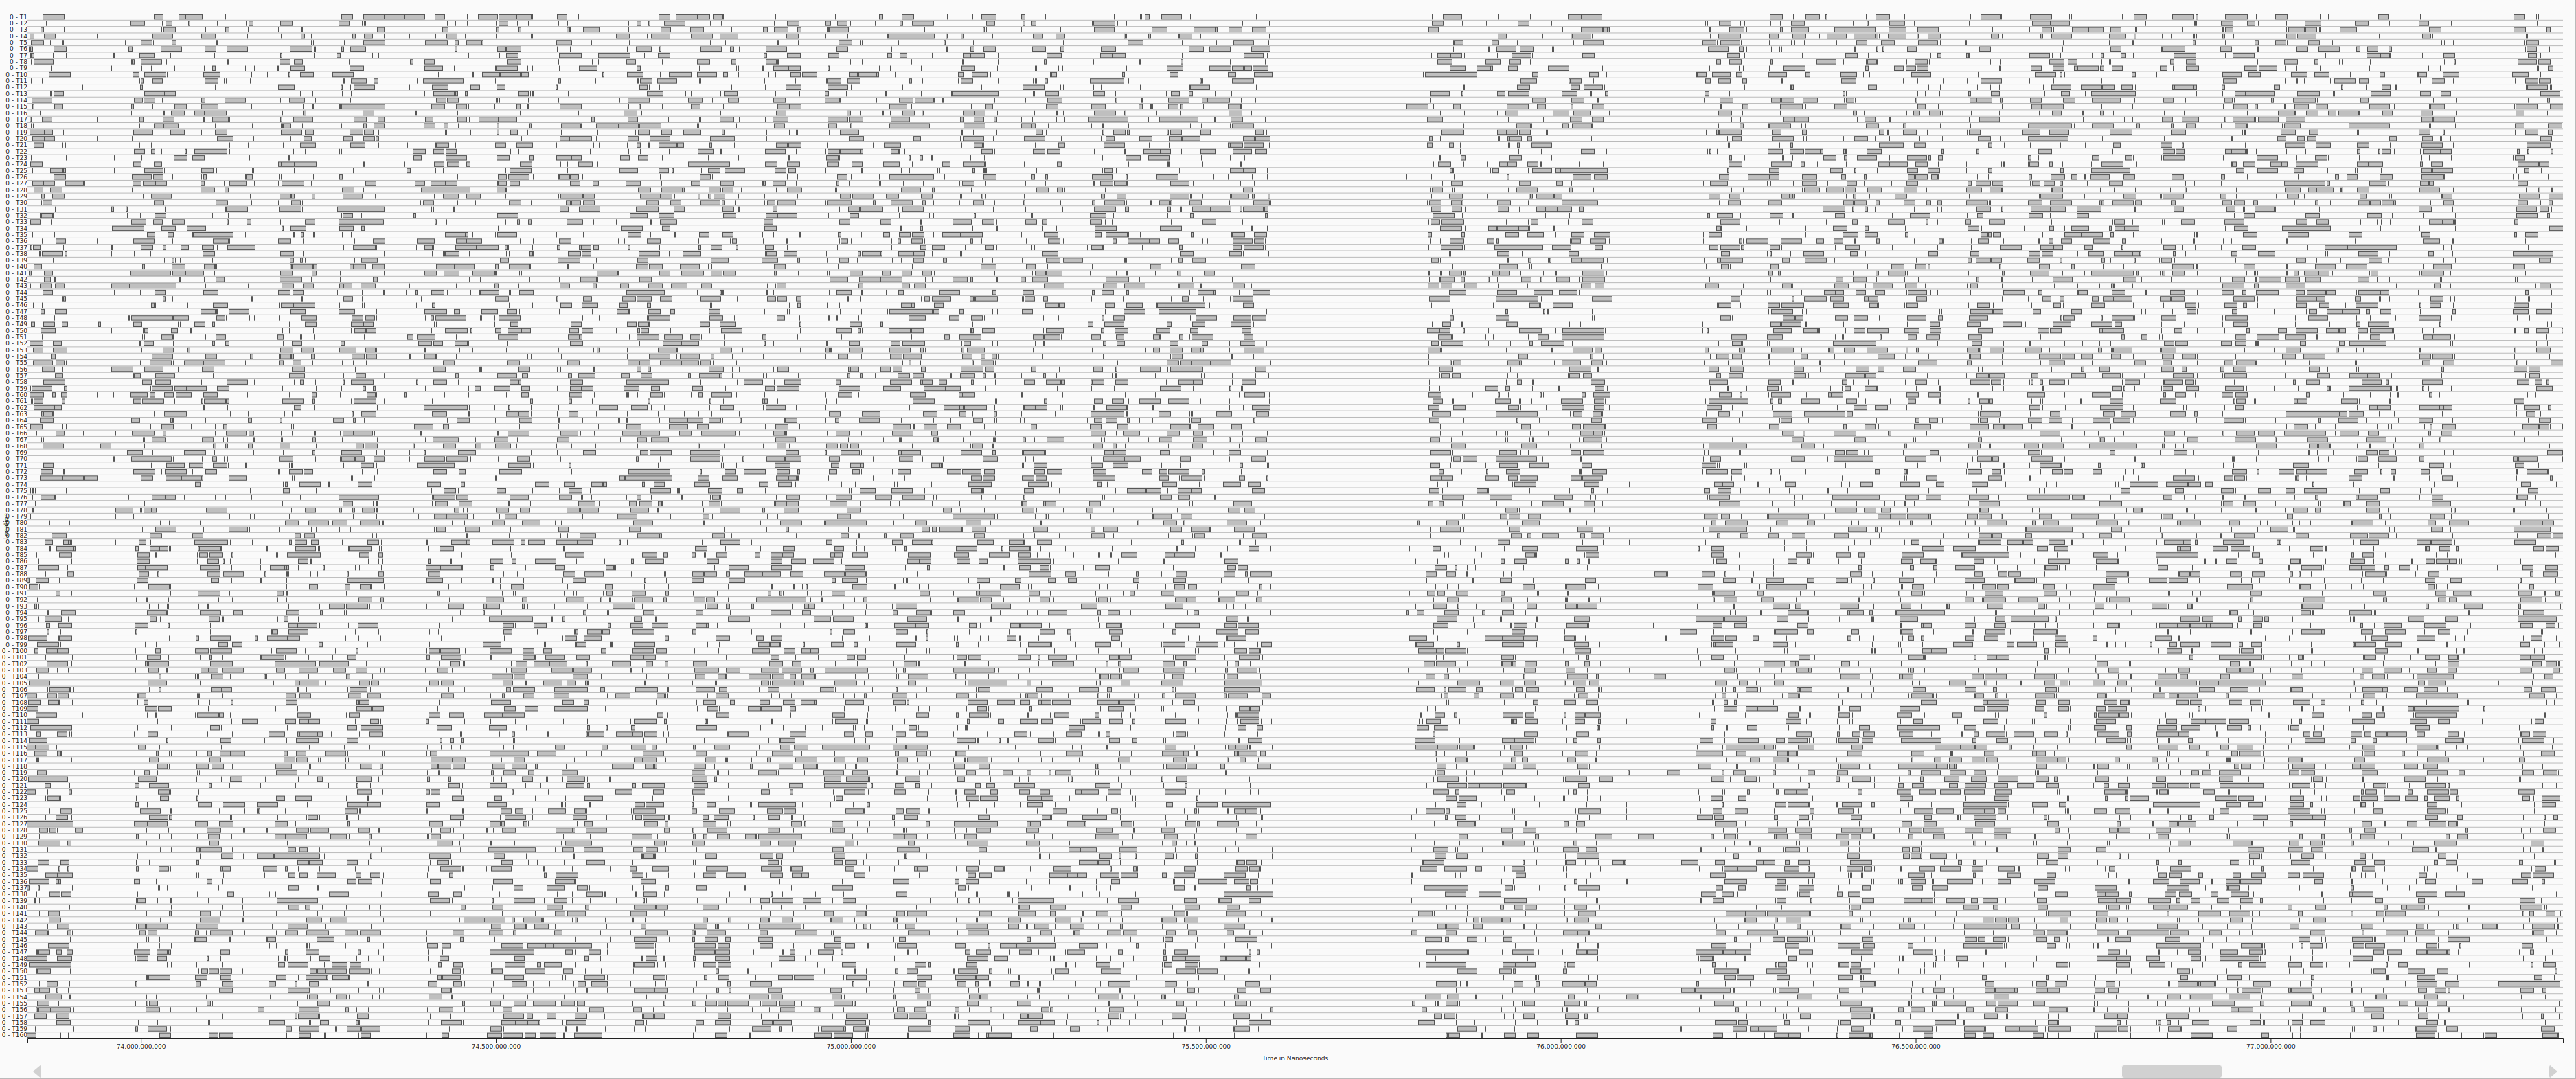 0 - T1
0 - T2
0 - T3
0 - T4
0 - T5
0 - T6
0 - T7
0 - T8
0 - T9
0 - T10
0 - T11
0 - T12
0 - T13
0 - T14
0 - T15
0 - T16
0 - T17
0 - T18
0 - T19
0 - T20
0 - T21
0 - T22
0 - T23
0 - T24
0 - T25
0 - T26
0 - T27
0 - T28
0 - T29
0 - T30
0 - T31
0 - T32
0 - T33
0 - T34
0 - T35
0 - T36
0 - T37
0 - T38
0 - T39
0 - T40
0 - T41
0 - T42
0 - T43
0 - T44
0 - T45
0 - T46
0 - T47
0 - T48
0 - T49
0 - T50
0 - T51
0 - T52
0 - T53
0 - T54
0 - T55
0 - T56
0 - T57
0 - T58
0 - T59
0 - T60
0 - T61
0 - T62
0 - T63
0 - T64
0 - T65
0 - T66
0 - T67
0 - T68
0 - T69
0 - T70
0 - T71
0 - T72
0 - T73
0 - T74
0 - T75
0 - T76
0 - T77
0 - T78
0 - T79
0 - T80
0 - T81
0 - T82
0 - T83
0 - T84
0 - T85
0 - T86
0 - T87
0 - T88
0 - T89
0 - T90
0 - T91
0 - T92
0 - T93
0 - T94
0 - T95
0 - T96
0 - T97
0 - T98
0 - T99
0 - T100
0 - T101
0 - T102
0 - T103
0 - T104
0 - T105
0 - T106
0 - T107
0 - T108
0 - T109
0 - T110
0 - T111
0 - T112
0 - T113
0 - T114
0 - T115
0 - T116
0 - T117
0 - T118
0 - T119
0 - T120
0 - T121
0 - T122
0 - T123
0 - T124
0 - T125
0 - T126
0 - T127
0 - T128
0 - T129
0 - T130
0 - T131
0 - T132
0 - T133
0 - T134
0 - T135
0 - T136
0 - T137
0 - T138
0 - T139
0 - T140
0 - T141
0 - T142
0 - T143
0 - T144
0 - T145
0 - T146
0 - T147
0 - T148
0 - T149
0 - T150
0 - T151
0 - T152
0 - T153
0 - T154
0 - T155
0 - T156
0 - T157
0 - T158
0 - T159
0 - T160
74,000,000,000 74,500,000,000 75,000,000,000 75,500,000,000 76,000,000,000 76,500,000,000 77,000,000,000
Time in Nanoseconds